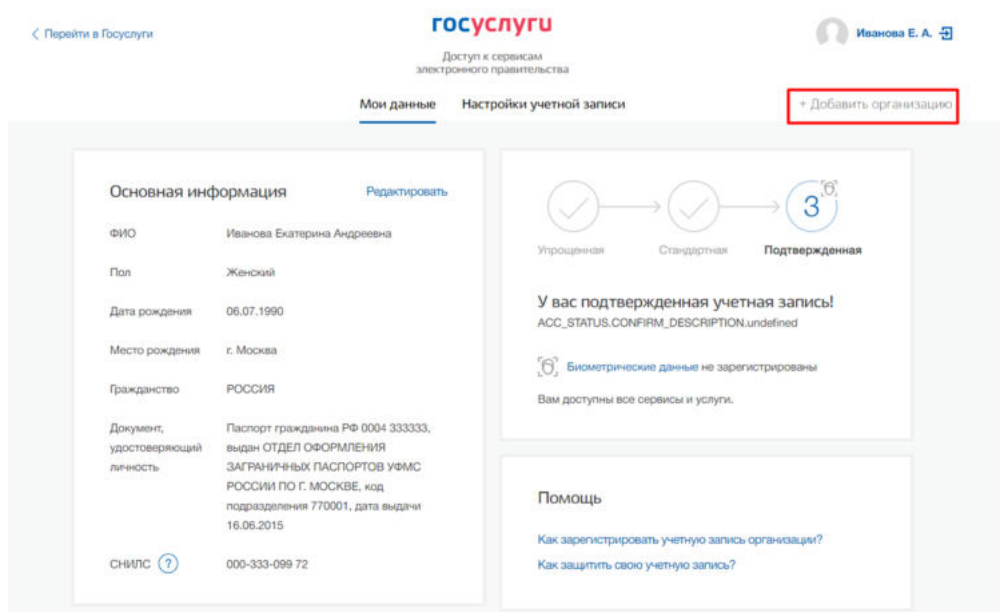 Перейти в Госуслуги
госуслуги
Иванова Е. А.
Доступ к сервисам
электронного правительства
Мои данные
Настройки учетной записи
+ Добавить организацию
Основная информация
Редактировать
ФИО
Иванова Екатерина Андреевна
Пол
Женский
Дата рождения
06.07.1990
Место рождения
г. Москва
Гражданство
РОССИЯ
Документ,
удостоверяющий
личность
Паспорт гражданина РФ 0004 333333,
выдан ОТДЕЛ ОФОРМЛЕНИЯ
ЗАГРАНИЧНЫХ ПАСПОРТОВ УФМС
РОССИИ ПО Г. МОСКВЕ, код
подразделения 770001, дата выдачи
16.06.2015
СНИЛС ?
000-333-099 72
3
Упрощенная
Стандартная
Подтвержденная
У вас подтвержденная учетная запись!
ACC_STATUS.CONFIRM_DESCRIPTION.undefined
Биометрические данные не зарегистрированы
Вам доступны все сервисы и услуги.
Помощь
Как зарегистрировать учетную запись организации?
Как защитить свою учетную запись?